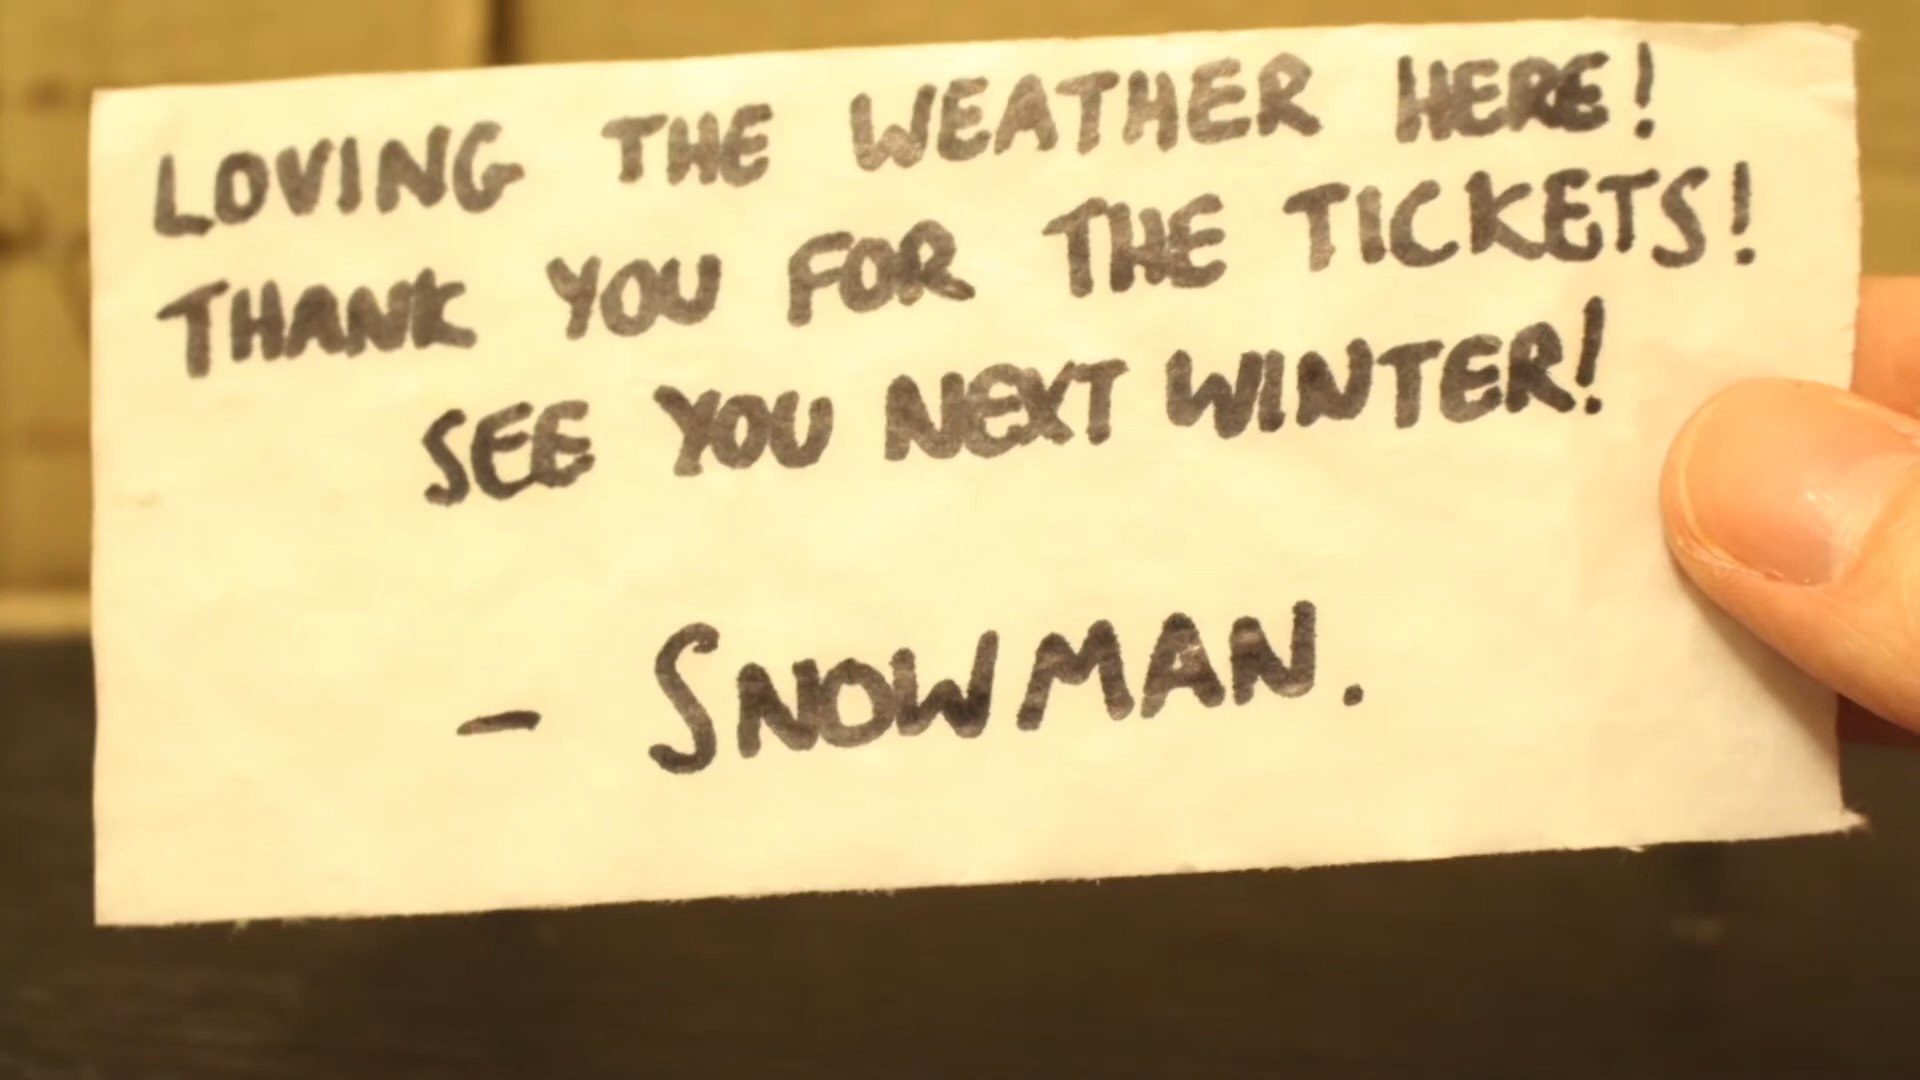 LOVING THE WEATHER HERE!
THANK YOU FOR THE TICKETS!
SEE YOU NEXT WINTER!
- SNOWMAN.